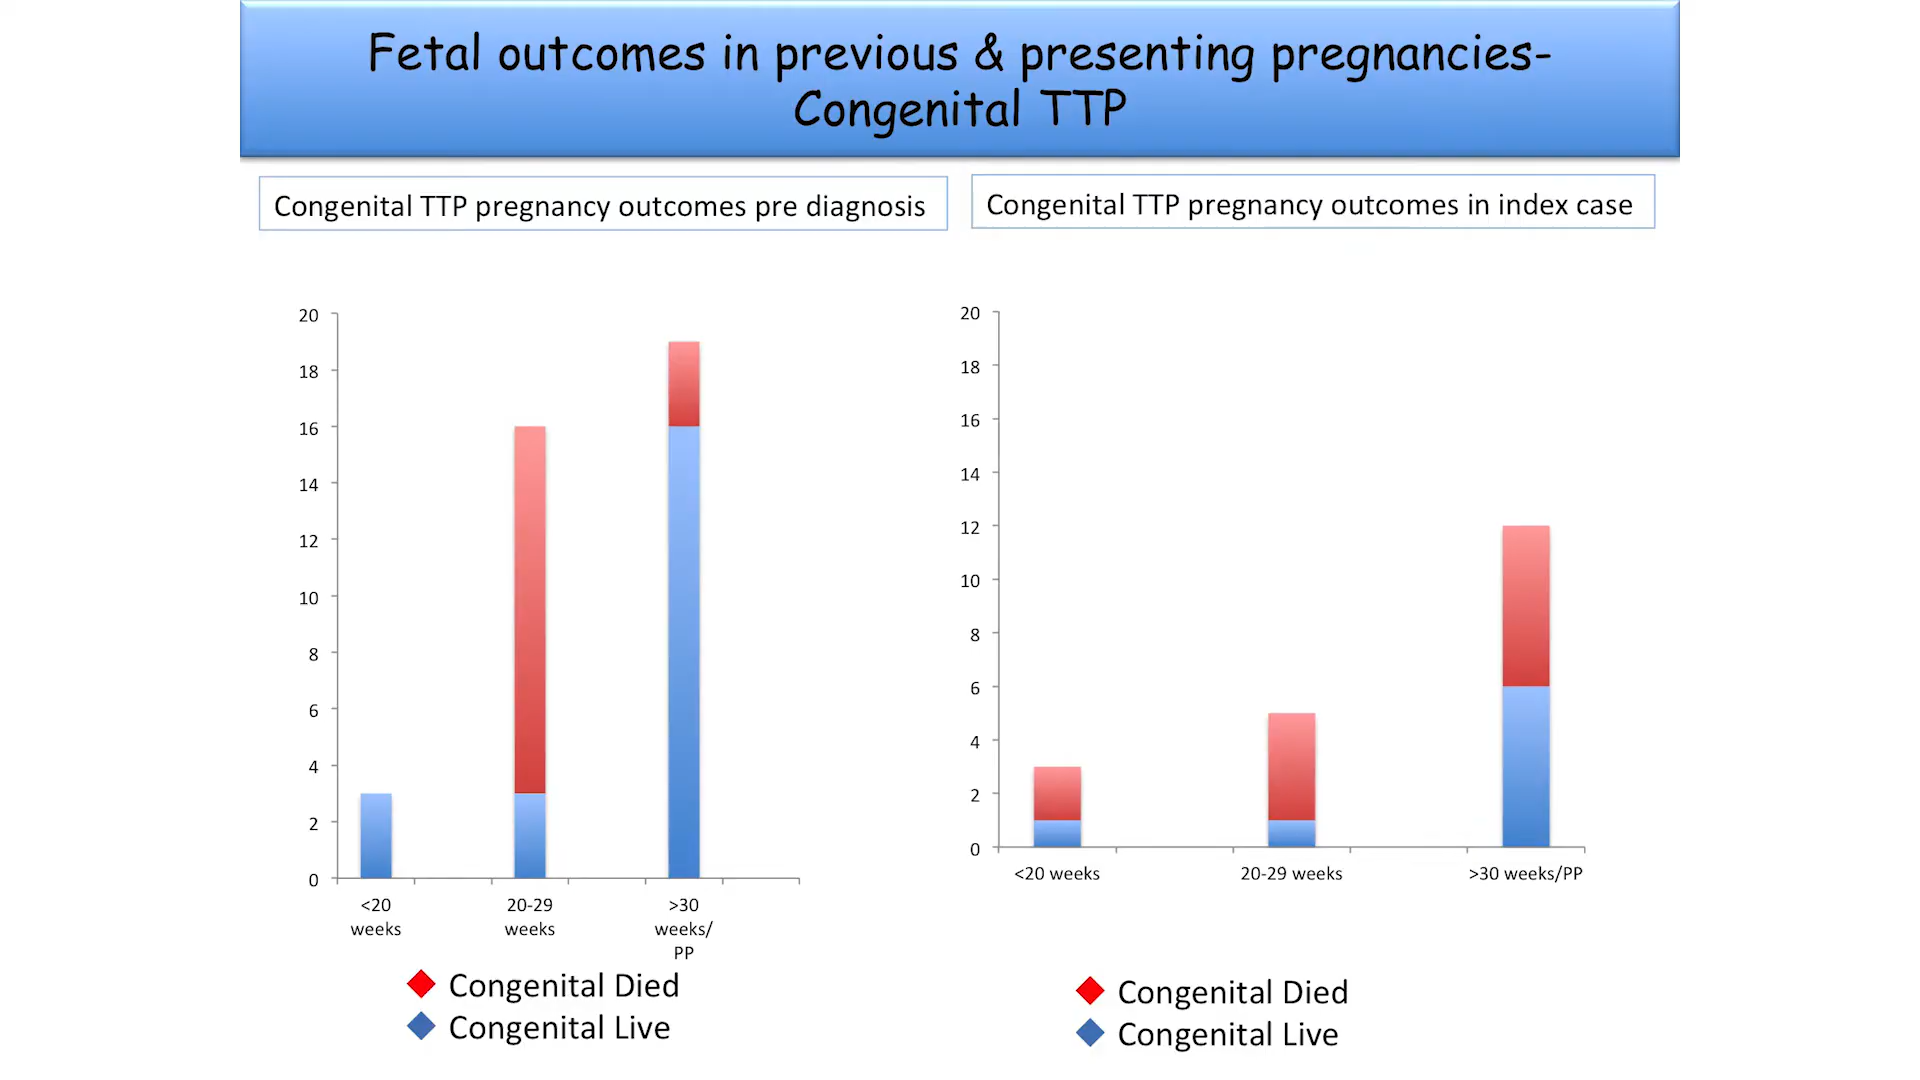 Fetal outcomes in previous & presenting pregnancies-
Congenital TTP
Congenital TTP pregnancy outcomes pre diagnosis
20
18
16
14
12
10
8
6
4
2
0
<20
weeks
20-29
weeks
>30
weeks/
PP
Congenital Died
Congenital Live
Congenital TTP pregnancy outcomes in index case
20
18
16
14
12
10
8
6
4
2
0
<20 weeks
20-29 weeks
>30 weeks/PP
Congenital Died
Congenital Live